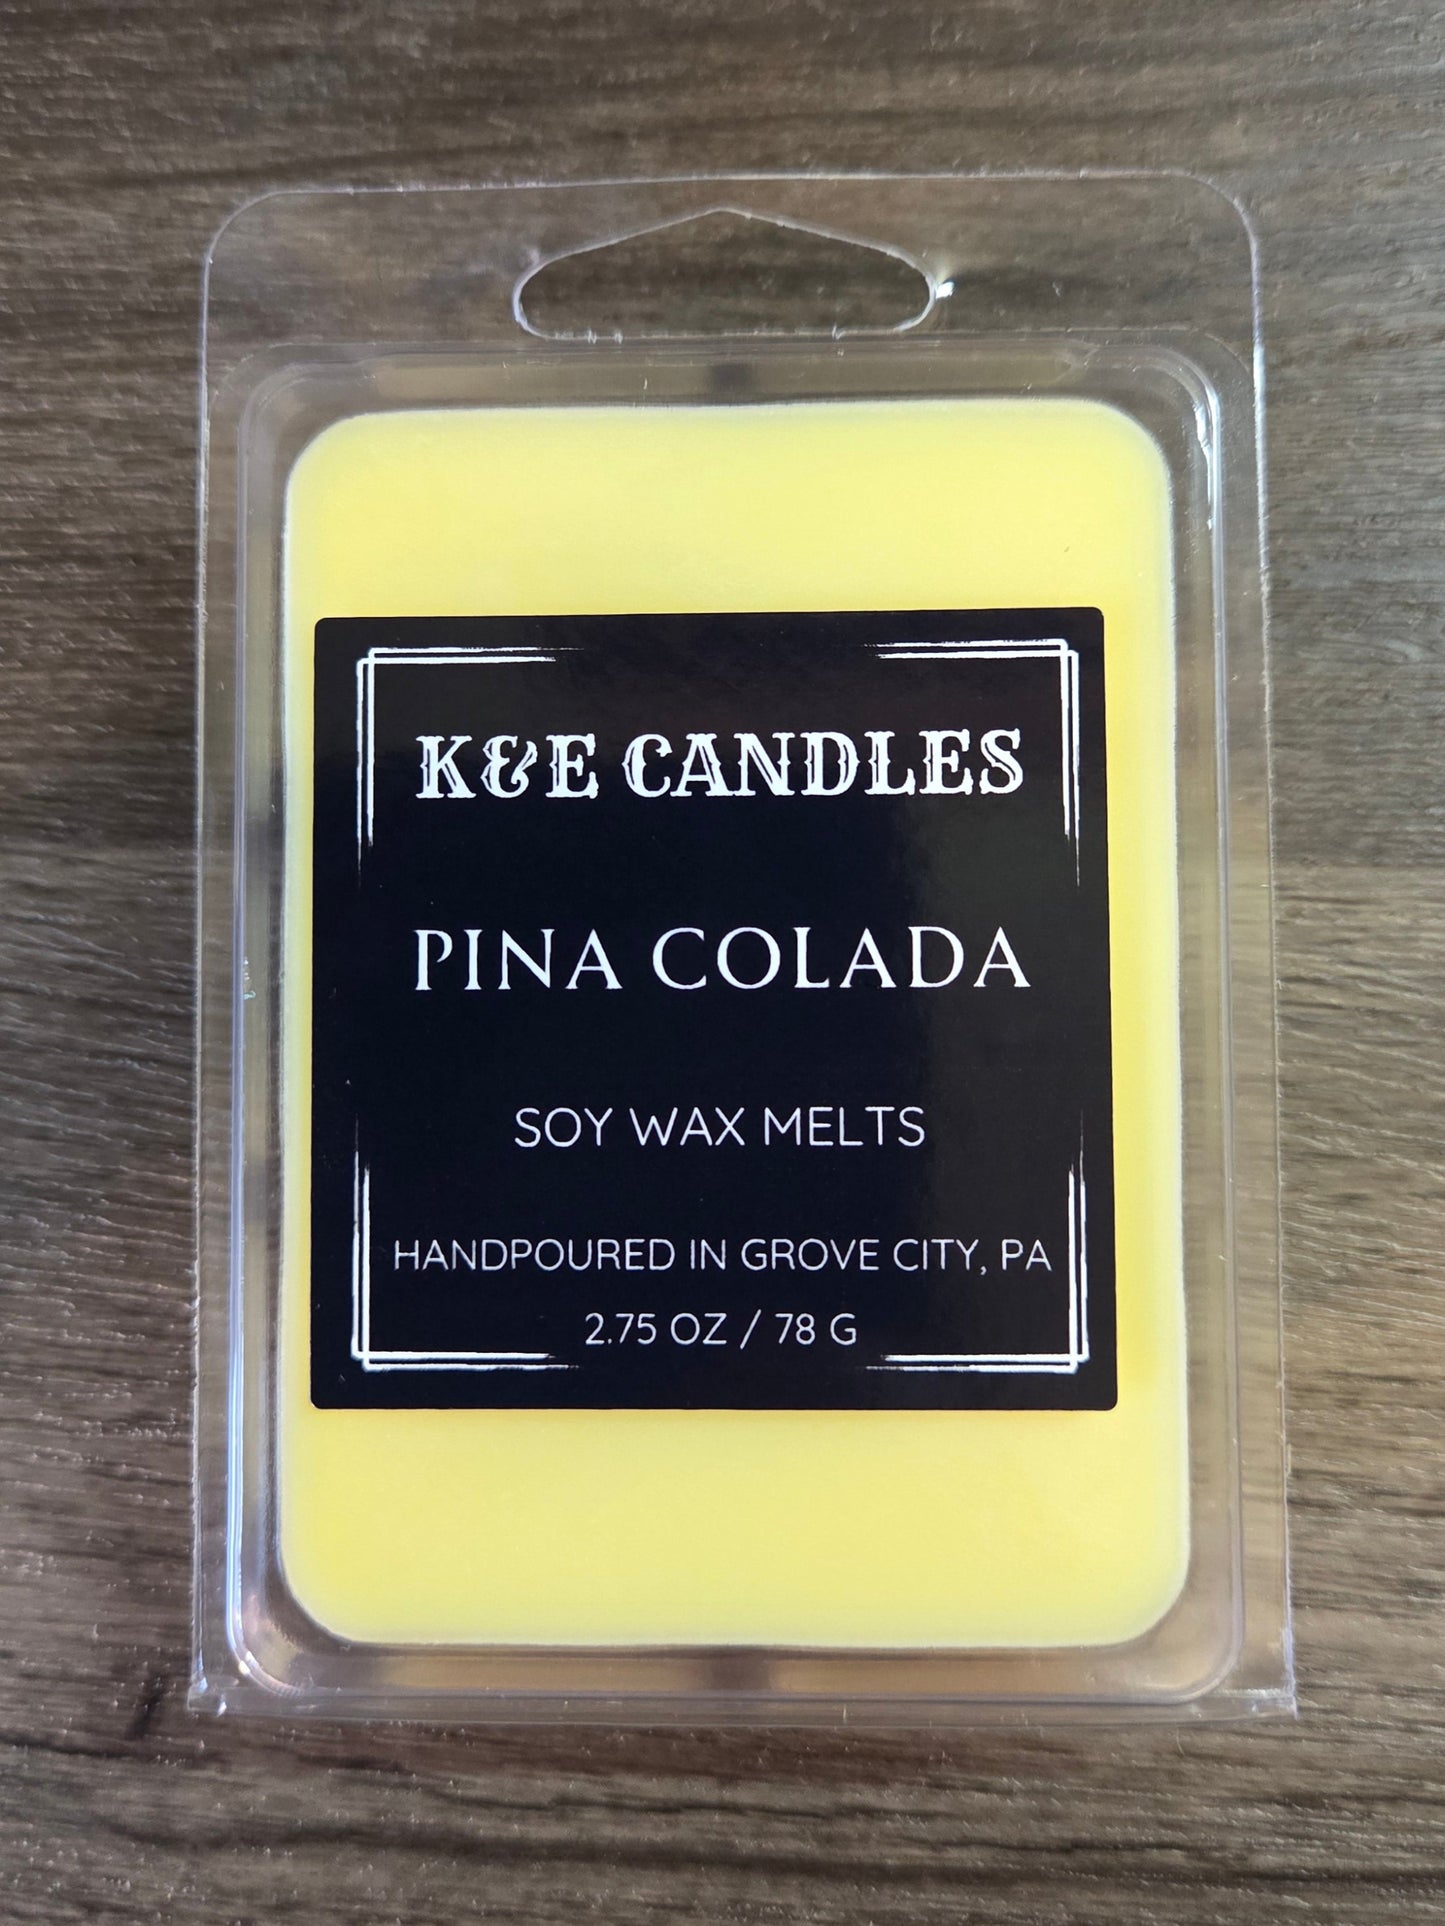 K&E CANDLES
PINA COLADA
SOY WAX MELTS
HANDPOURED IN GROVE CITY, PA
2.75 OZ / 78 G